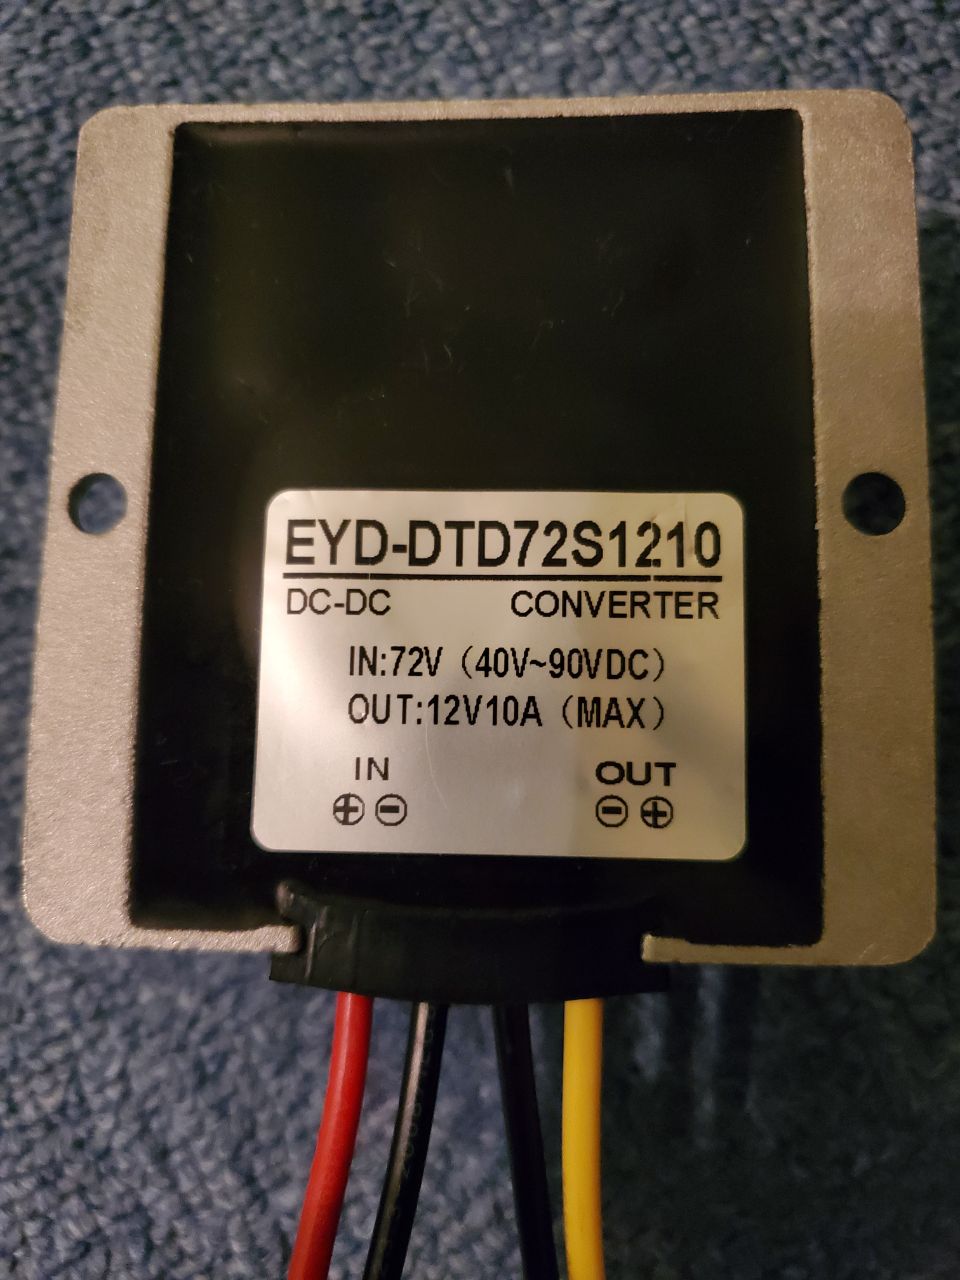 EYD-DTD72S1210
DC-DC CONVERTER
IN:72V (40V~90VDC)
OUT:12V10A (MAX)
IN OUT
⊕⊖ ⊖⊕